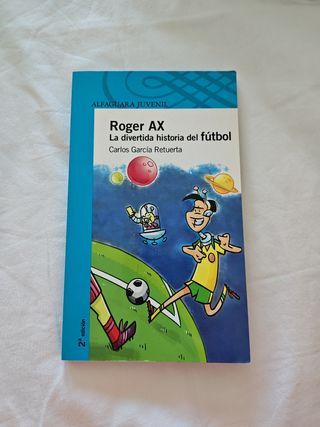 ALFAGUARA JUVENIL
Roger AX
La divertida historia del fútbol
Carlos García Retuerta
2ª edición